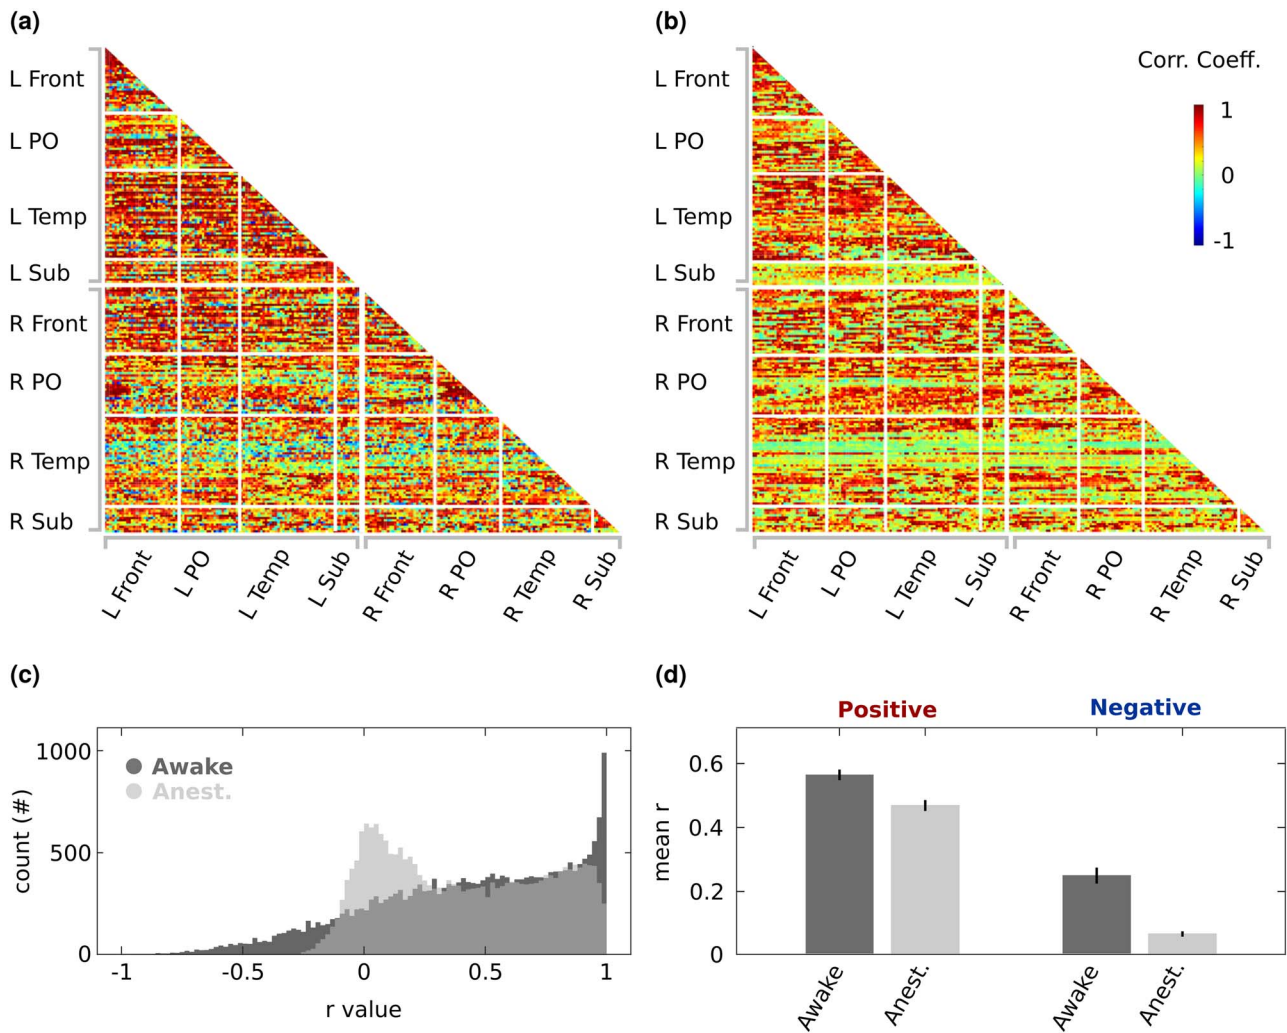 (a)
L Front
L PO
L Temp
L Sub
R Front
R PO
R Temp
R Sub
L Front
L PO
L Temp
L Sub
R Front
R PO
R Temp
R Sub
(b)
Corr. Coeff.
1
0
-1
L Front
L PO
L Temp
L Sub
R Front
R PO
R Temp
R Sub
L Front
L PO
L Temp
L Sub
R Front
R PO
R Temp
R Sub
(c)
count (#)
1000
500
0
Awake
Anest.
-1
-0.5
0
0.5
1
r value
(d)
Positive
Negative
mean r
0.6
0.4
0.2
0
Awake
Anest.
Awake
Anest.